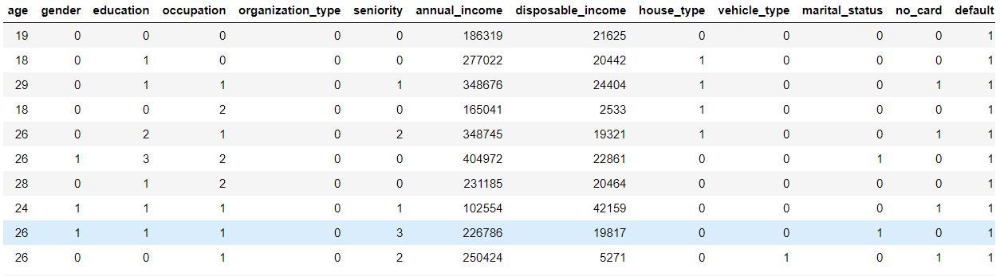 age gender education occupation organization_type seniority annual_income disposable_income house_type vehicle_type marital_status no_card default
19 0 0 0 0 0 186319 21625 0 0 0 0 1
18 0 1 0 0 0 277022 20442 1 1 0 0 1
29 0 1 1 0 1 348676 24404 1 0 0 1 1
18 0 0 2 0 0 165041 2533 1 0 0 0 1
26 0 2 1 0 2 348745 19321 1 0 0 1 1
26 1 3 2 0 0 404972 22861 0 0 1 0 1
28 0 1 2 0 0 231185 20464 0 0 0 0 1
24 1 1 1 0 1 102554 42159 0 0 0 1 1
26 1 1 1 0 3 226786 19817 0 0 1 0 1
26 0 0 1 0 2 250424 5271 0 1 0 1 1